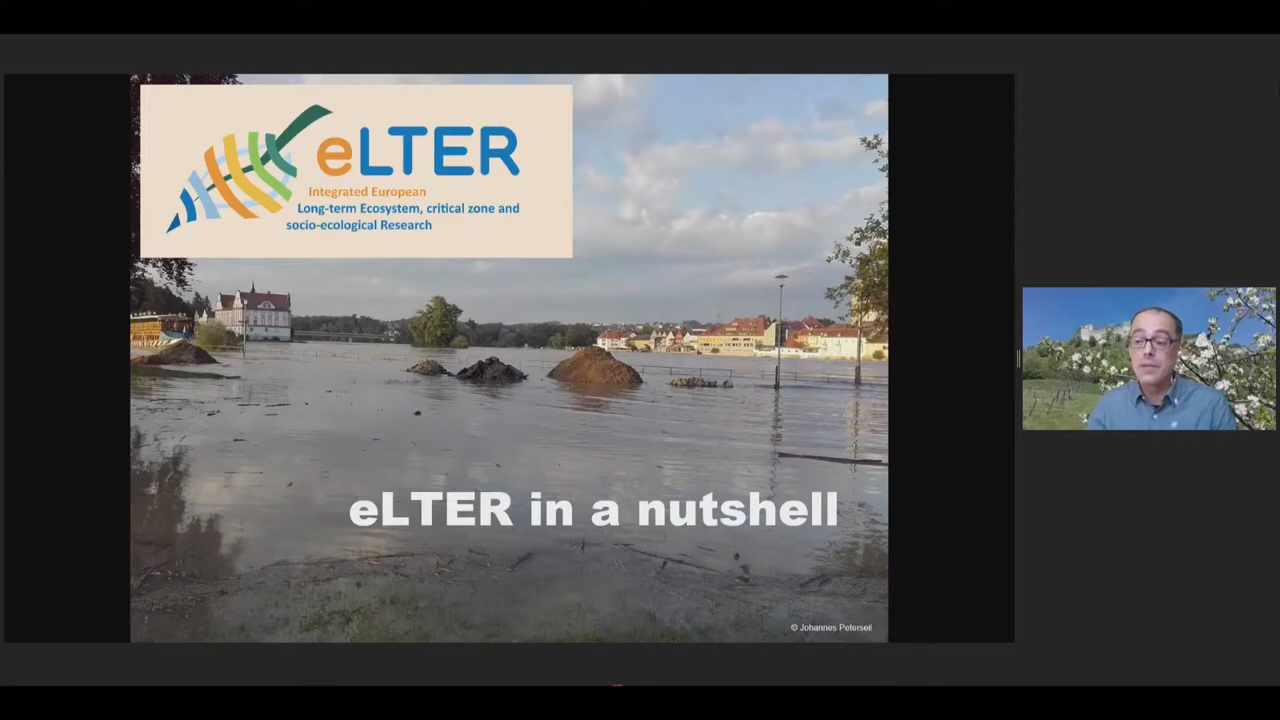 eLTER
Integrated European
Long-term Ecosystem, critical zone and
socio-ecological Research
eLTER in a nutshell
© Johannes Peterseil